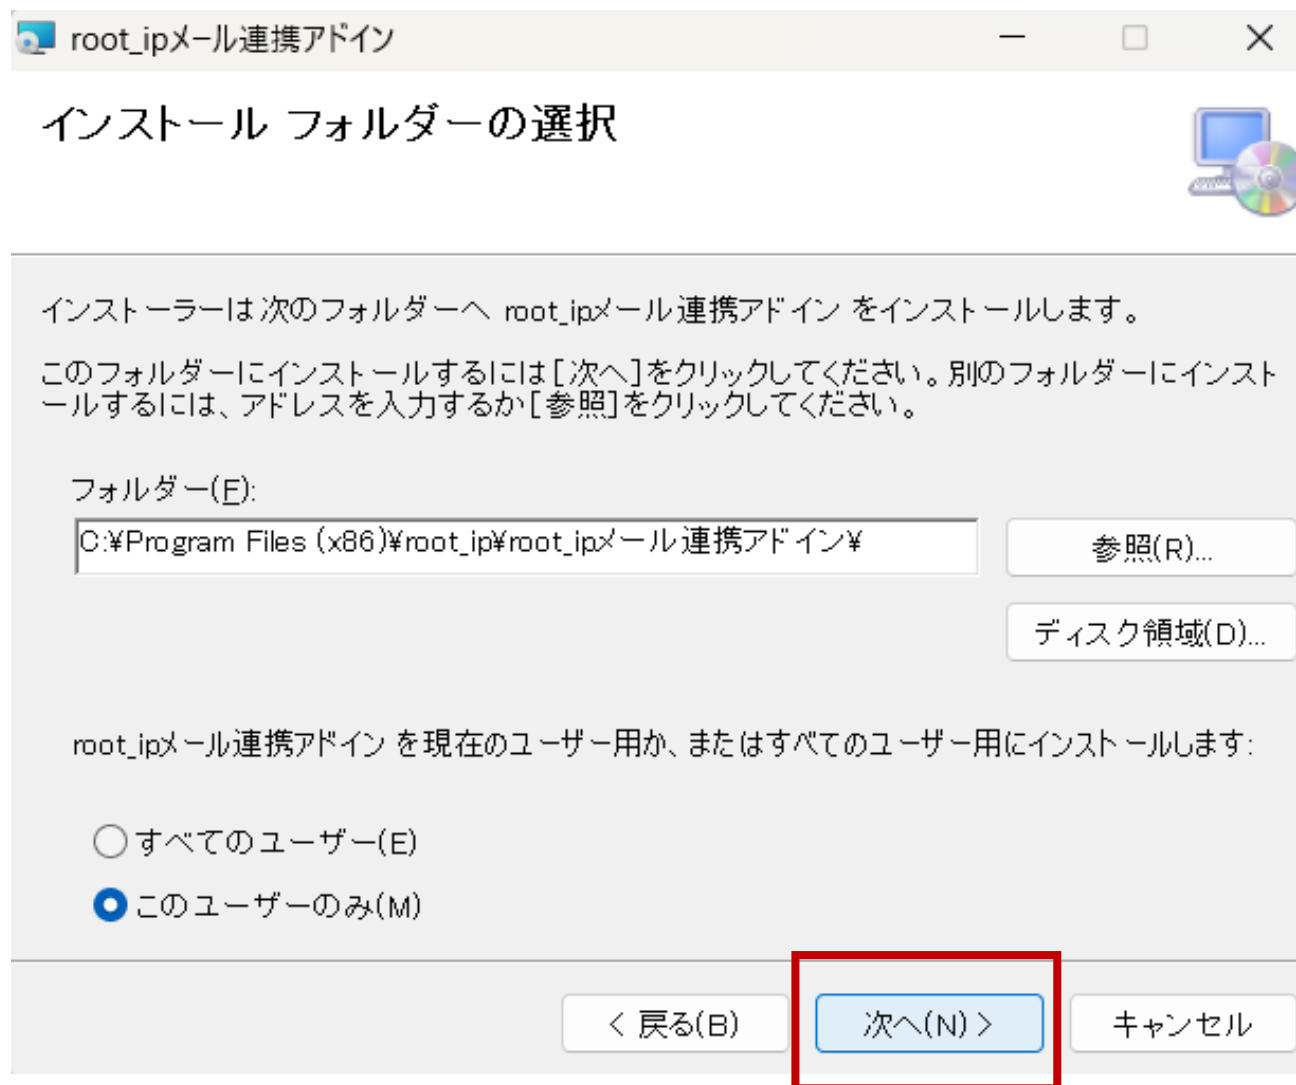 root_ipメール連携アドイン
インストール フォルダーの選択
インストーラーは次のフォルダーへ root_ipメール連携アドイン をインストールします。
このフォルダーにインストールするには[次へ]をクリックしてください。別のフォルダーにインスト
ールするには、アドレスを入力するか[参照]をクリックしてください。
フォルダー(F):
C:¥Program Files (x86)¥root_ip¥root_ipメール連携アドイン¥
参照(R)...
ディスク領域(D)...
root_ipメール連携アドイン を現在のユーザー用か、またはすべてのユーザー用にインストールします:
すべてのユーザー(E)
このユーザーのみ(M)
< 戻る(B)
次へ(N) >
キャンセル